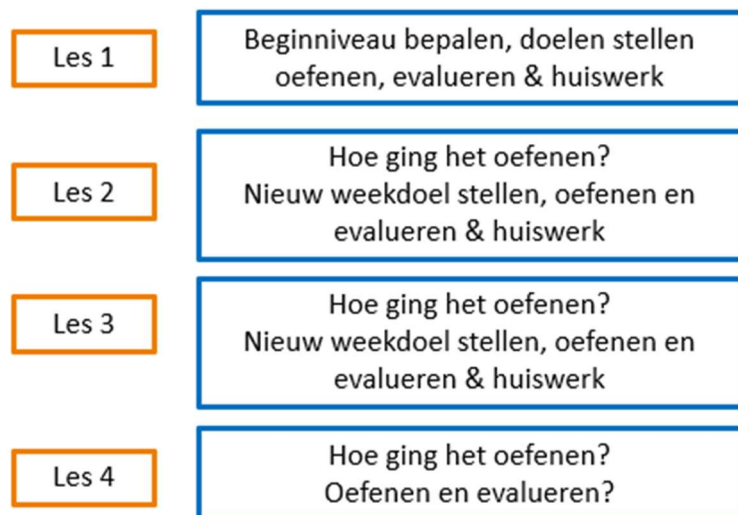 Les 1
Beginniveau bepalen, doelen stellen
oefenen, evalueren & huiswerk
Les 2
Hoe ging het oefenen?
Nieuw weekdoel stellen, oefenen en
evalueren & huiswerk
Les 3
Hoe ging het oefenen?
Nieuw weekdoel stellen, oefenen en
evalueren & huiswerk
Les 4
Hoe ging het oefenen?
Oefenen en evalueren?